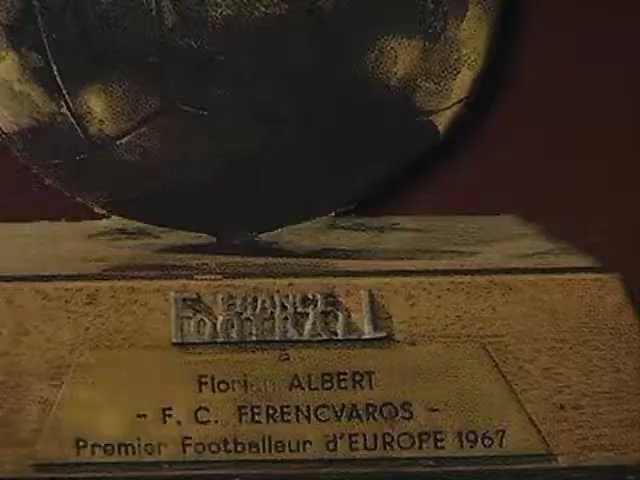 FRANCE
FOOTBALL
à
Florian ALBERT
- F. C. FERENCVAROS -
Premier Footballeur d'EUROPE 1967